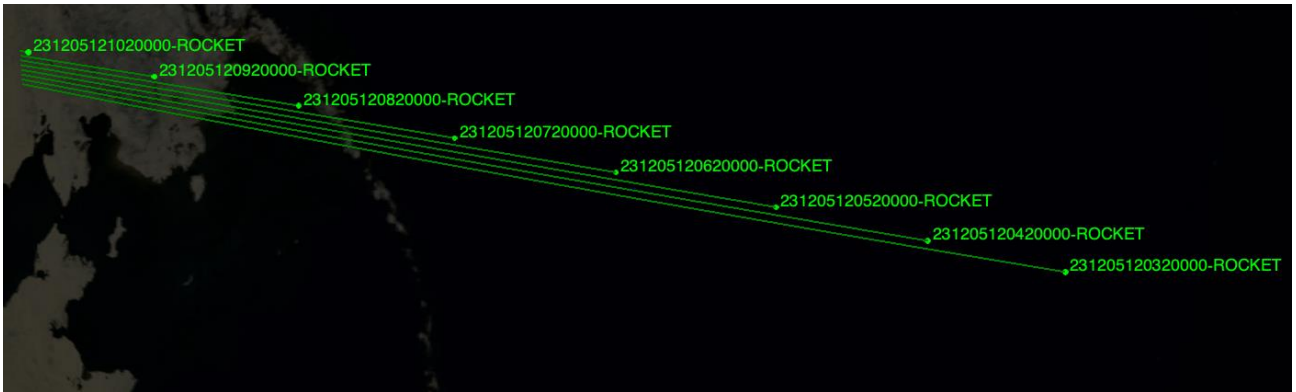 231205121020000-ROCKET
231205120920000-ROCKET
231205120820000-ROCKET
231205120720000-ROCKET
231205120620000-ROCKET
231205120520000-ROCKET
231205120420000-ROCKET
231205120320000-ROCKET